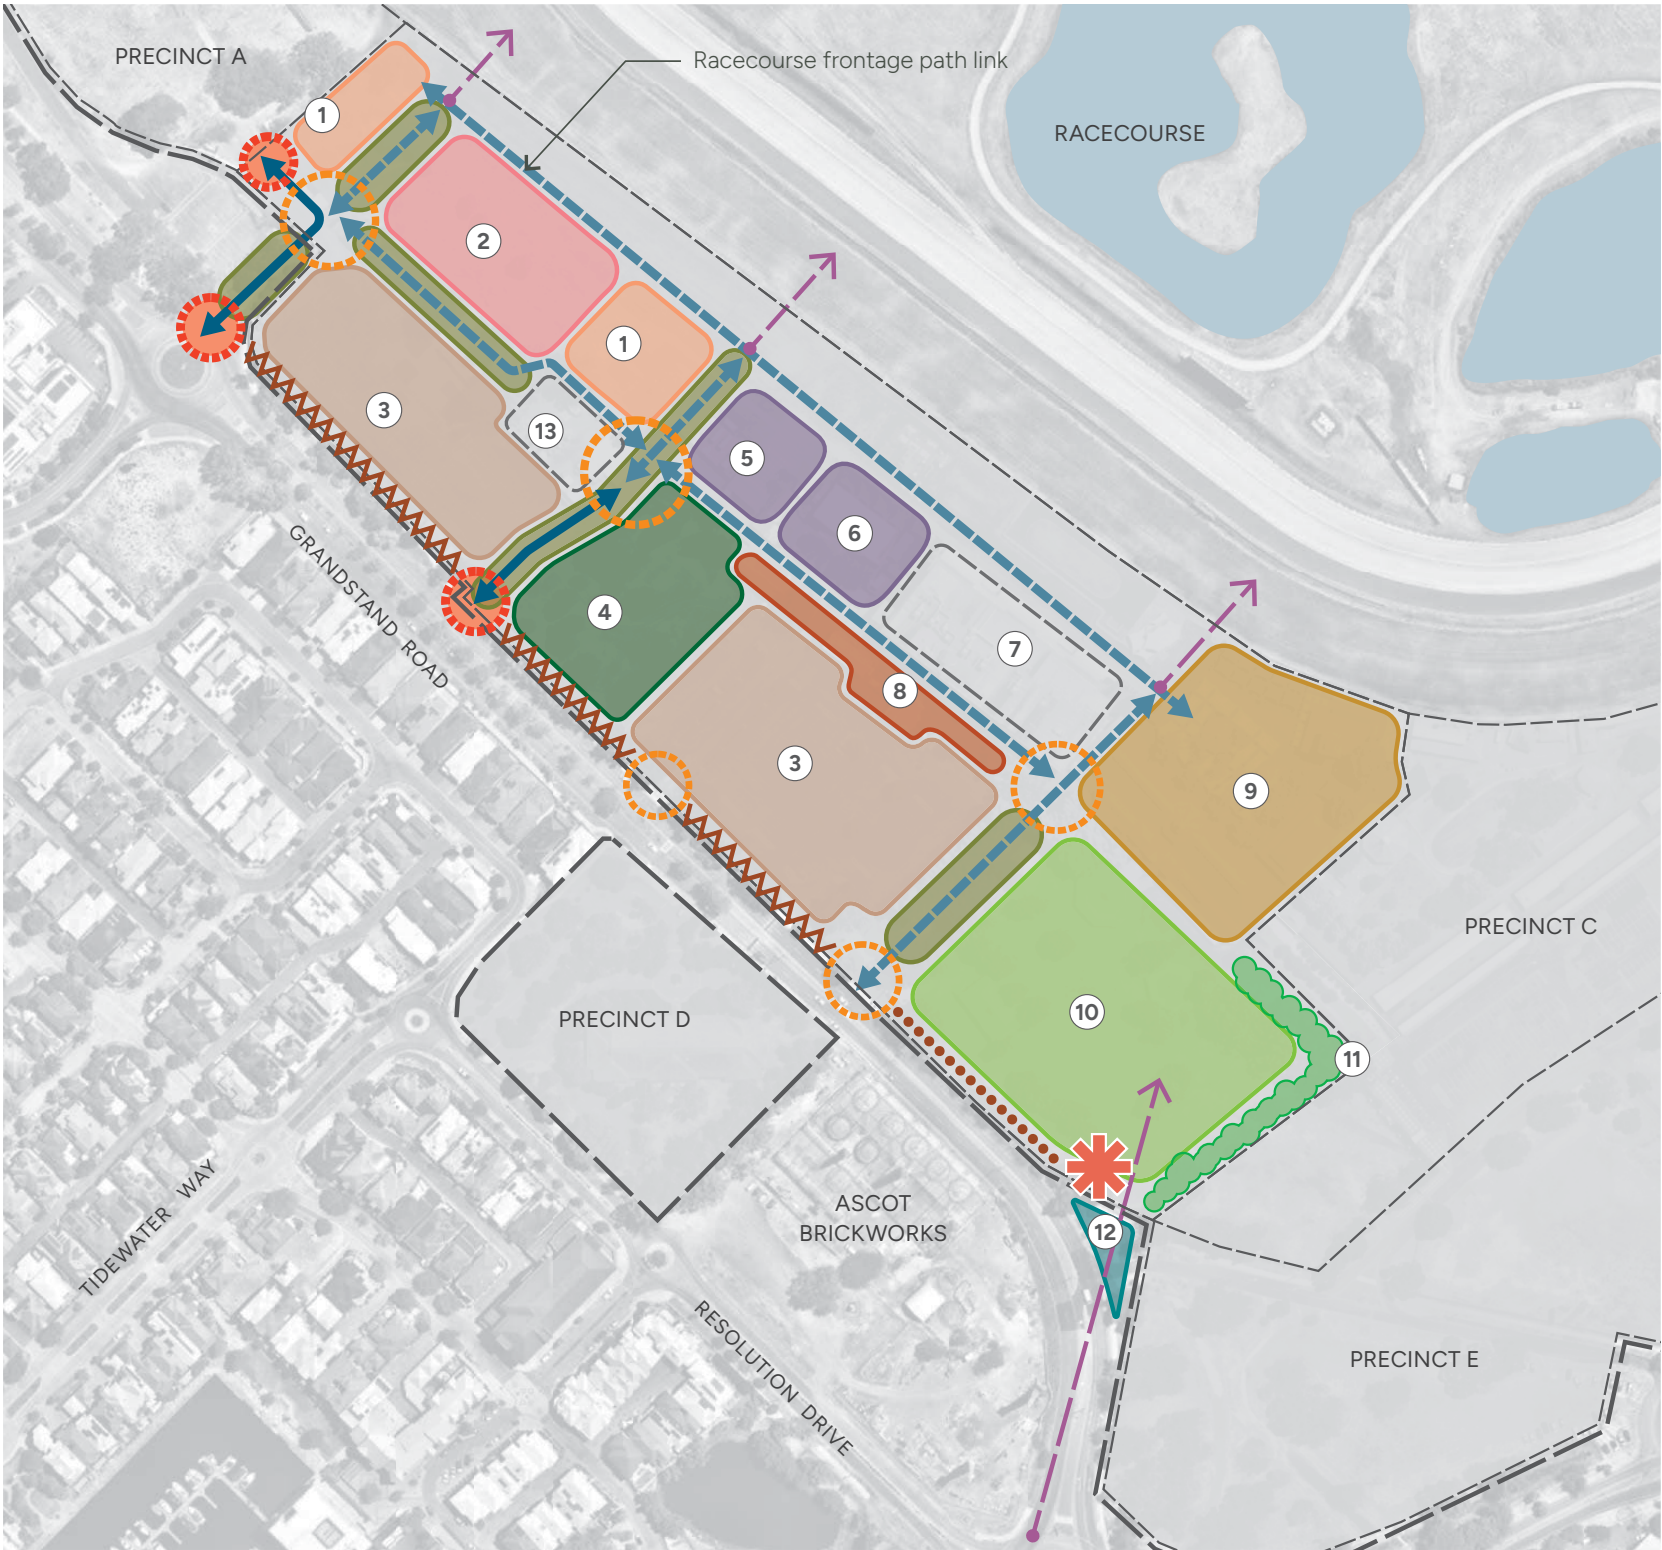 PRECINCT A
Racecourse frontage path link
RACECOURSE
1
2
1
3
13
5
6
4
7
8
3
9
GRANDSTAND ROAD
PRECINCT C
PRECINCT D
10
11
12
ASCOT
BRICKWORKS
TIDEWATER WAY
RESOLUTION DRIVE
PRECINCT E